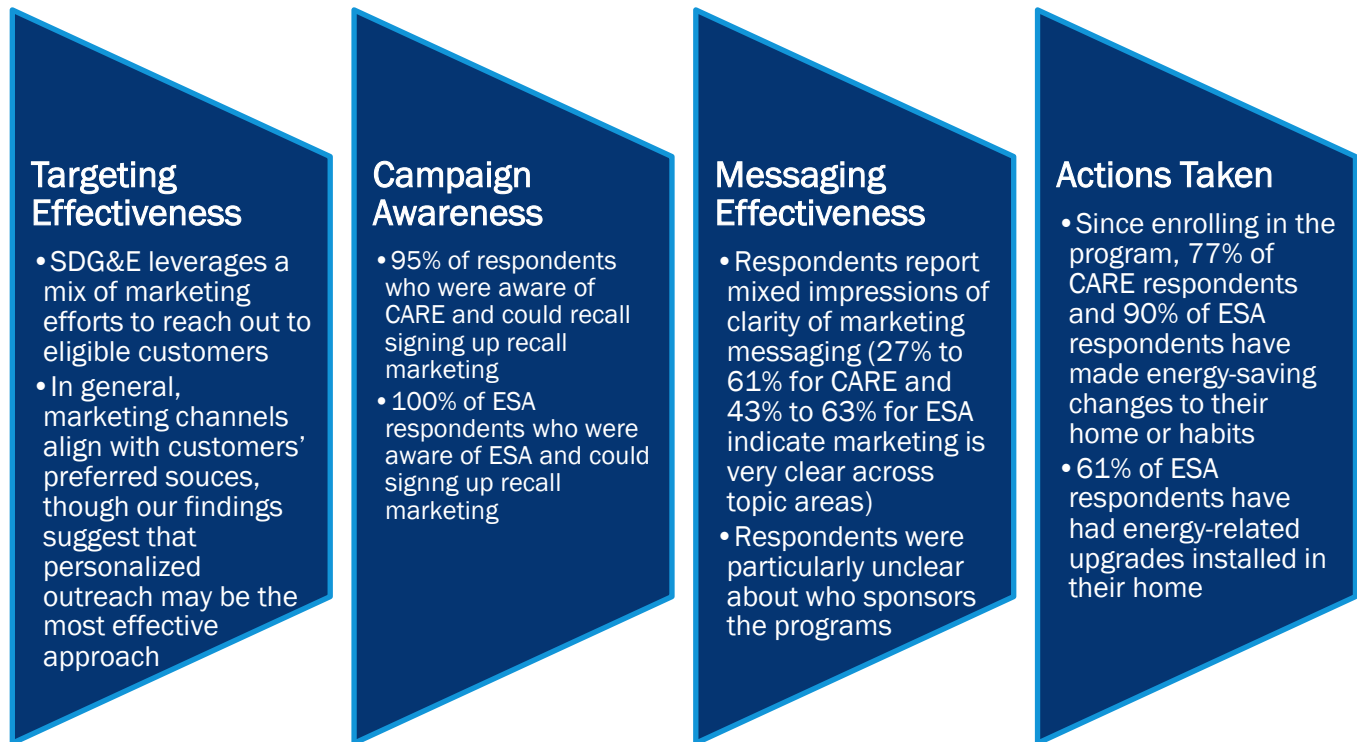 Targeting
Effectiveness
•SDG&E leverages a
mix of marketing
efforts to reach out to
eligible customers
•In general,
marketing channels
align with customers’
preferred souces,
though our findings
suggest that
personalized
outreach may be the
most effective
approach
Campaign
Awareness
•95% of respondents
who were aware of
CARE and could recall
signing up recall
marketing
•100% of ESA
respondents who were
aware of ESA and could
signng up recall
marketing
Messaging
Effectiveness
•Respondents report
mixed impressions of
clarity of marketing
messaging (27% to
61% for CARE and
43% to 63% for ESA
indicate marketing is
very clear across
topic areas)
•Respondents were
particularly unclear
about who sponsors
the programs
Actions Taken
•Since enrolling in the
program, 77% of
CARE respondents
and 90% of ESA
respondents have
made energy-saving
changes to their
home or habits
•61% of ESA
respondents have
had energy-related
upgrades installed in
their home